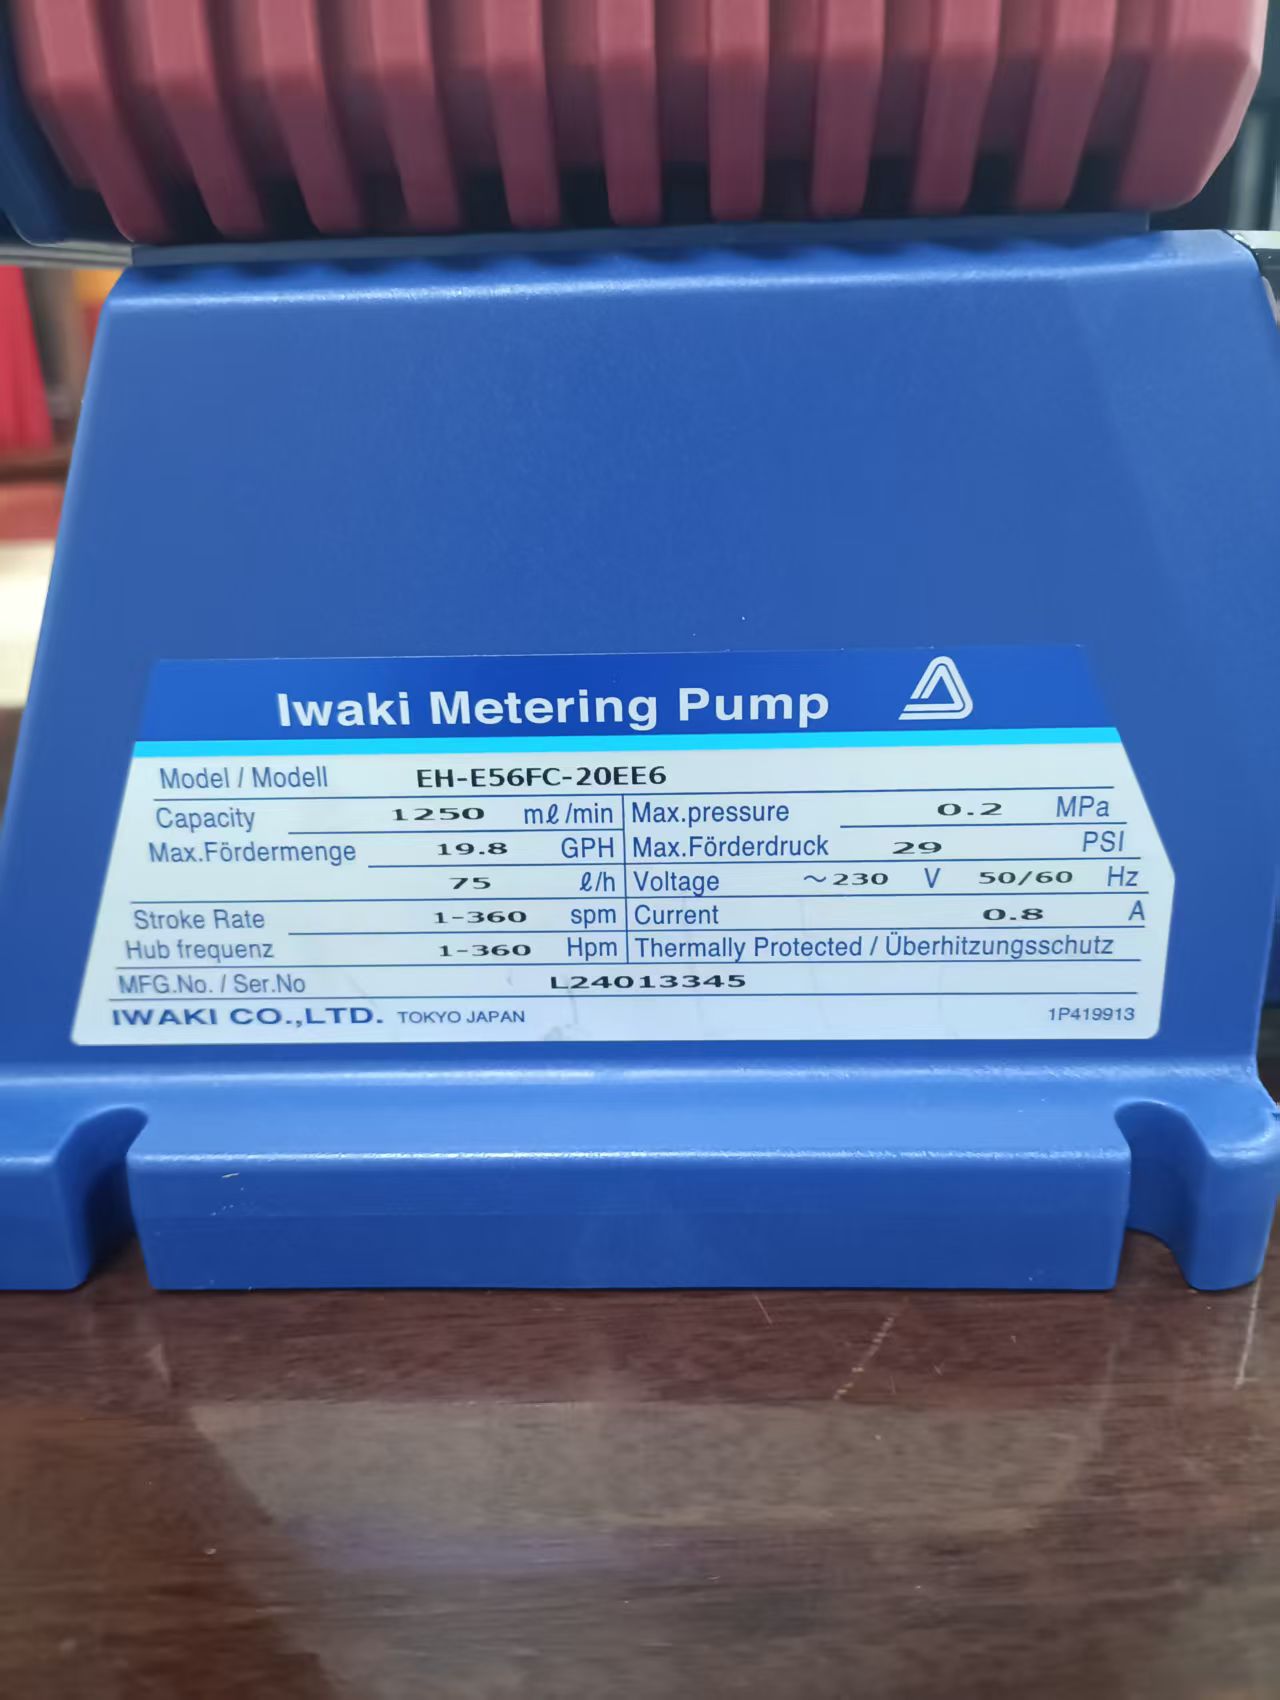 Iwaki Metering Pump
Model / Modell EH-E56FC-20EE6
Capacity 1250 mℓ/min Max.pressure 0.2 MPa
Max.Fördermenge 19.8 GPH Max.Förderdruck 29 PSI
75 ℓ/h Voltage ~230 V 50/60 Hz
Stroke Rate 1-360 spm Current 0.8 A
Hub frequenz 1-360 Hpm Thermally Protected / Überhitzungsschutz
MFG.No. / Ser.No L24013345
IWAKI CO.,LTD. TOKYO JAPAN 1P419913